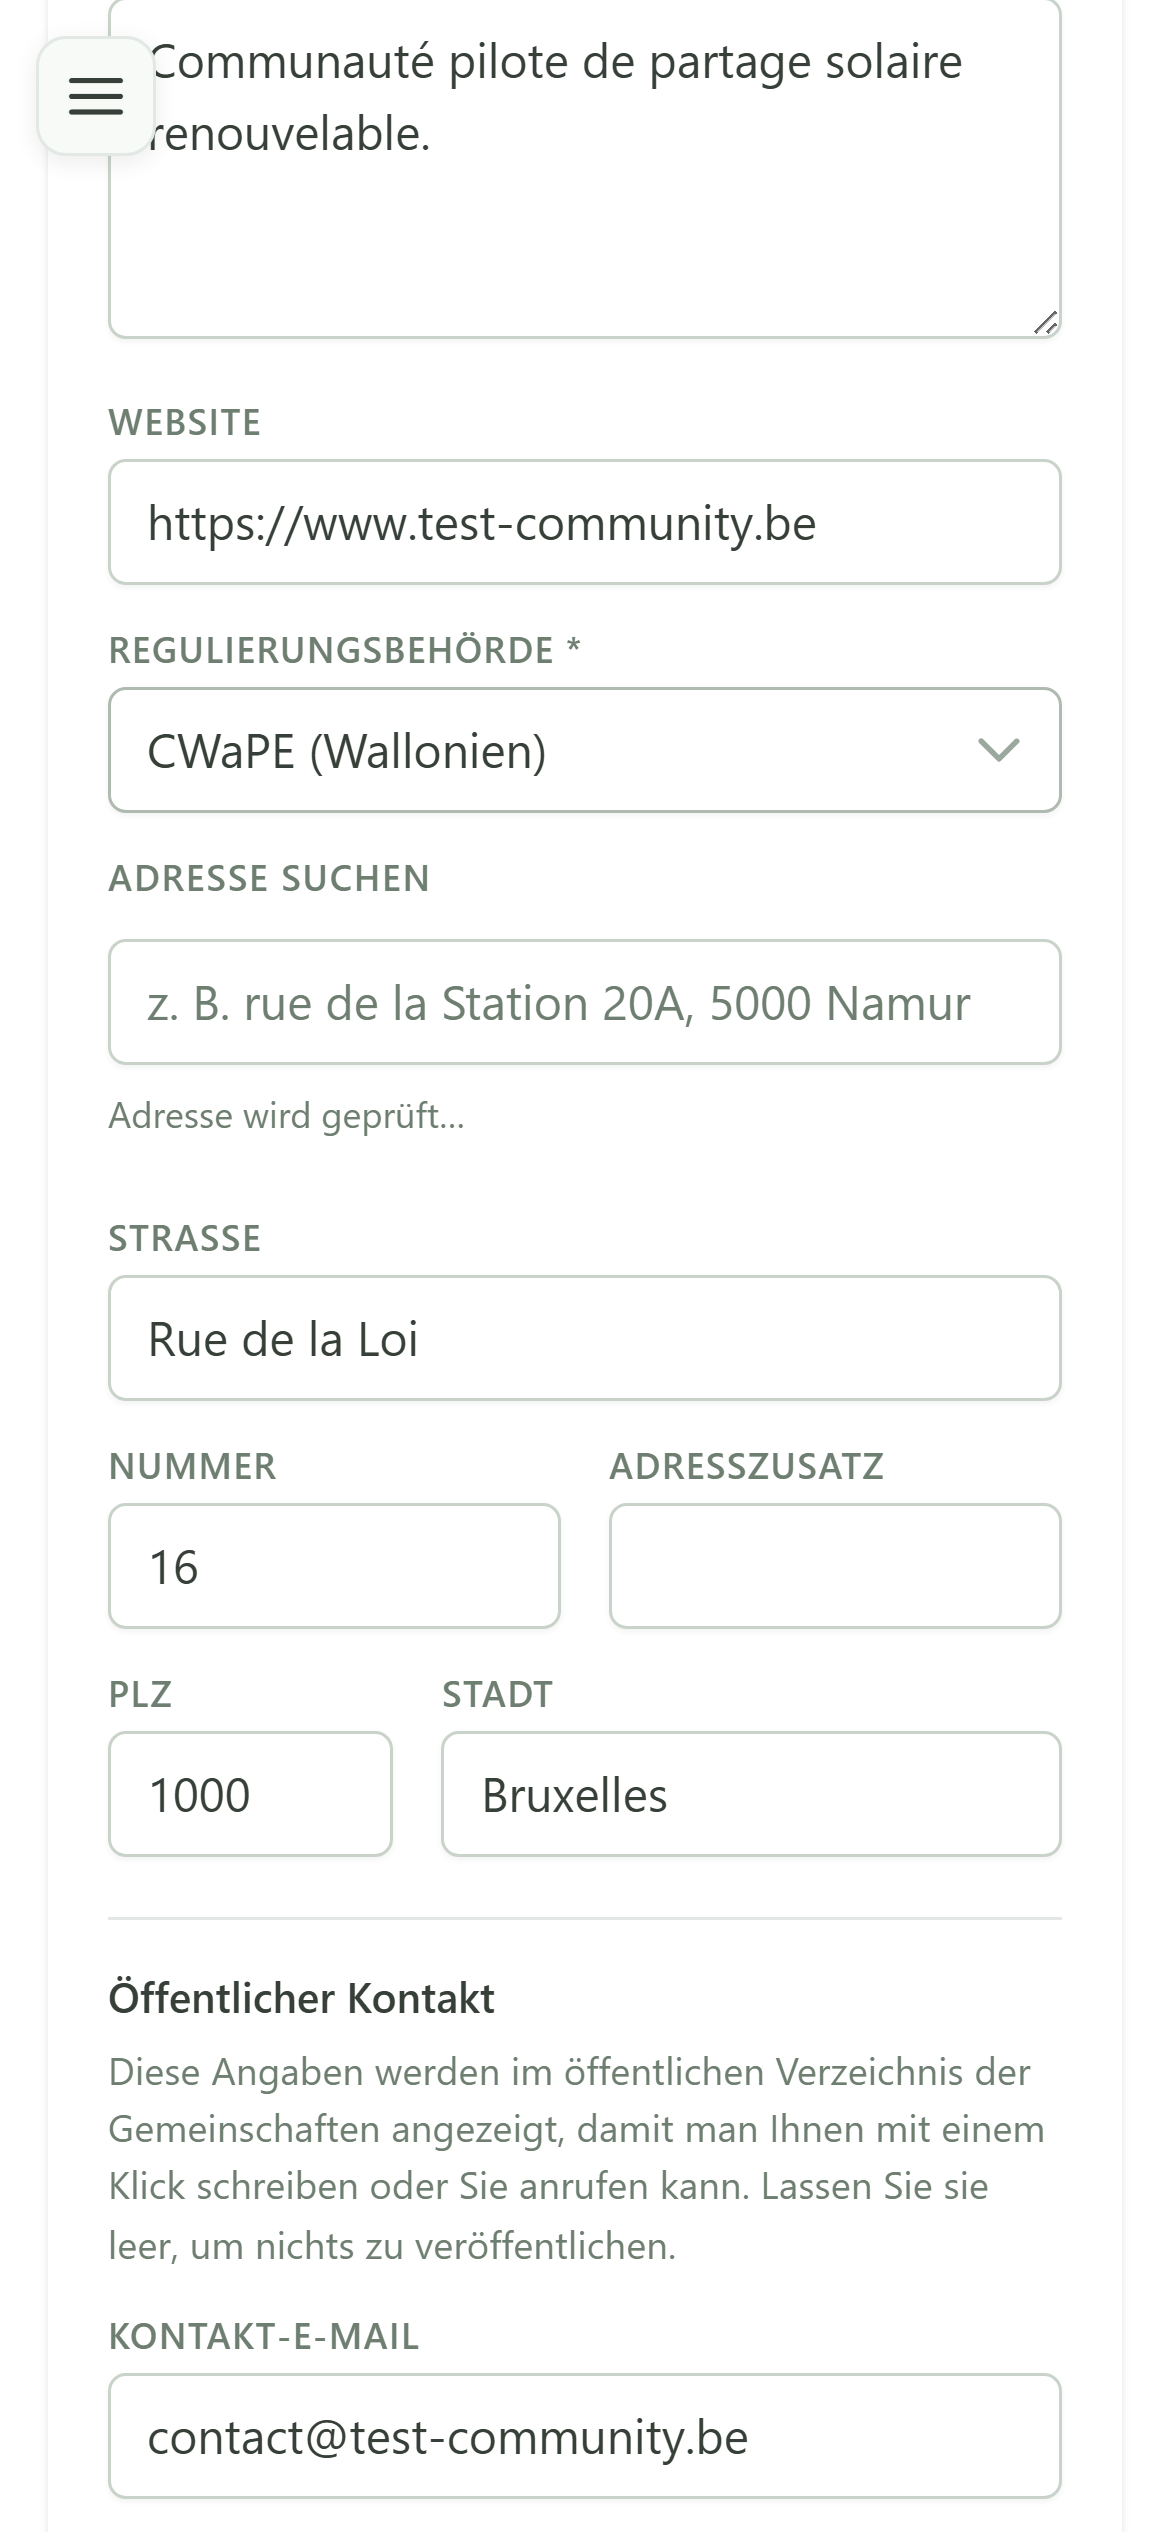 Communauté pilote de partage solaire
renouvelable.
WEBSITE
https://www.test-community.be
REGULIERUNGSBEHÖRDE *
CWaPE (Wallonien)
ADRESSE SUCHEN
z. B. rue de la Station 20A, 5000 Namur
Adresse wird geprüft...
STRASSE
Rue de la Loi
NUMMER
ADRESSZUSATZ
16
PLZ
STADT
1000
Bruxelles
Öffentlicher Kontakt
Diese Angaben werden im öffentlichen Verzeichnis der
Gemeinschaften angezeigt, damit man Ihnen mit einem
Klick schreiben oder Sie anrufen kann. Lassen Sie sie
leer, um nichts zu veröffentlichen.
KONTAKT-E-MAIL
contact@test-community.be